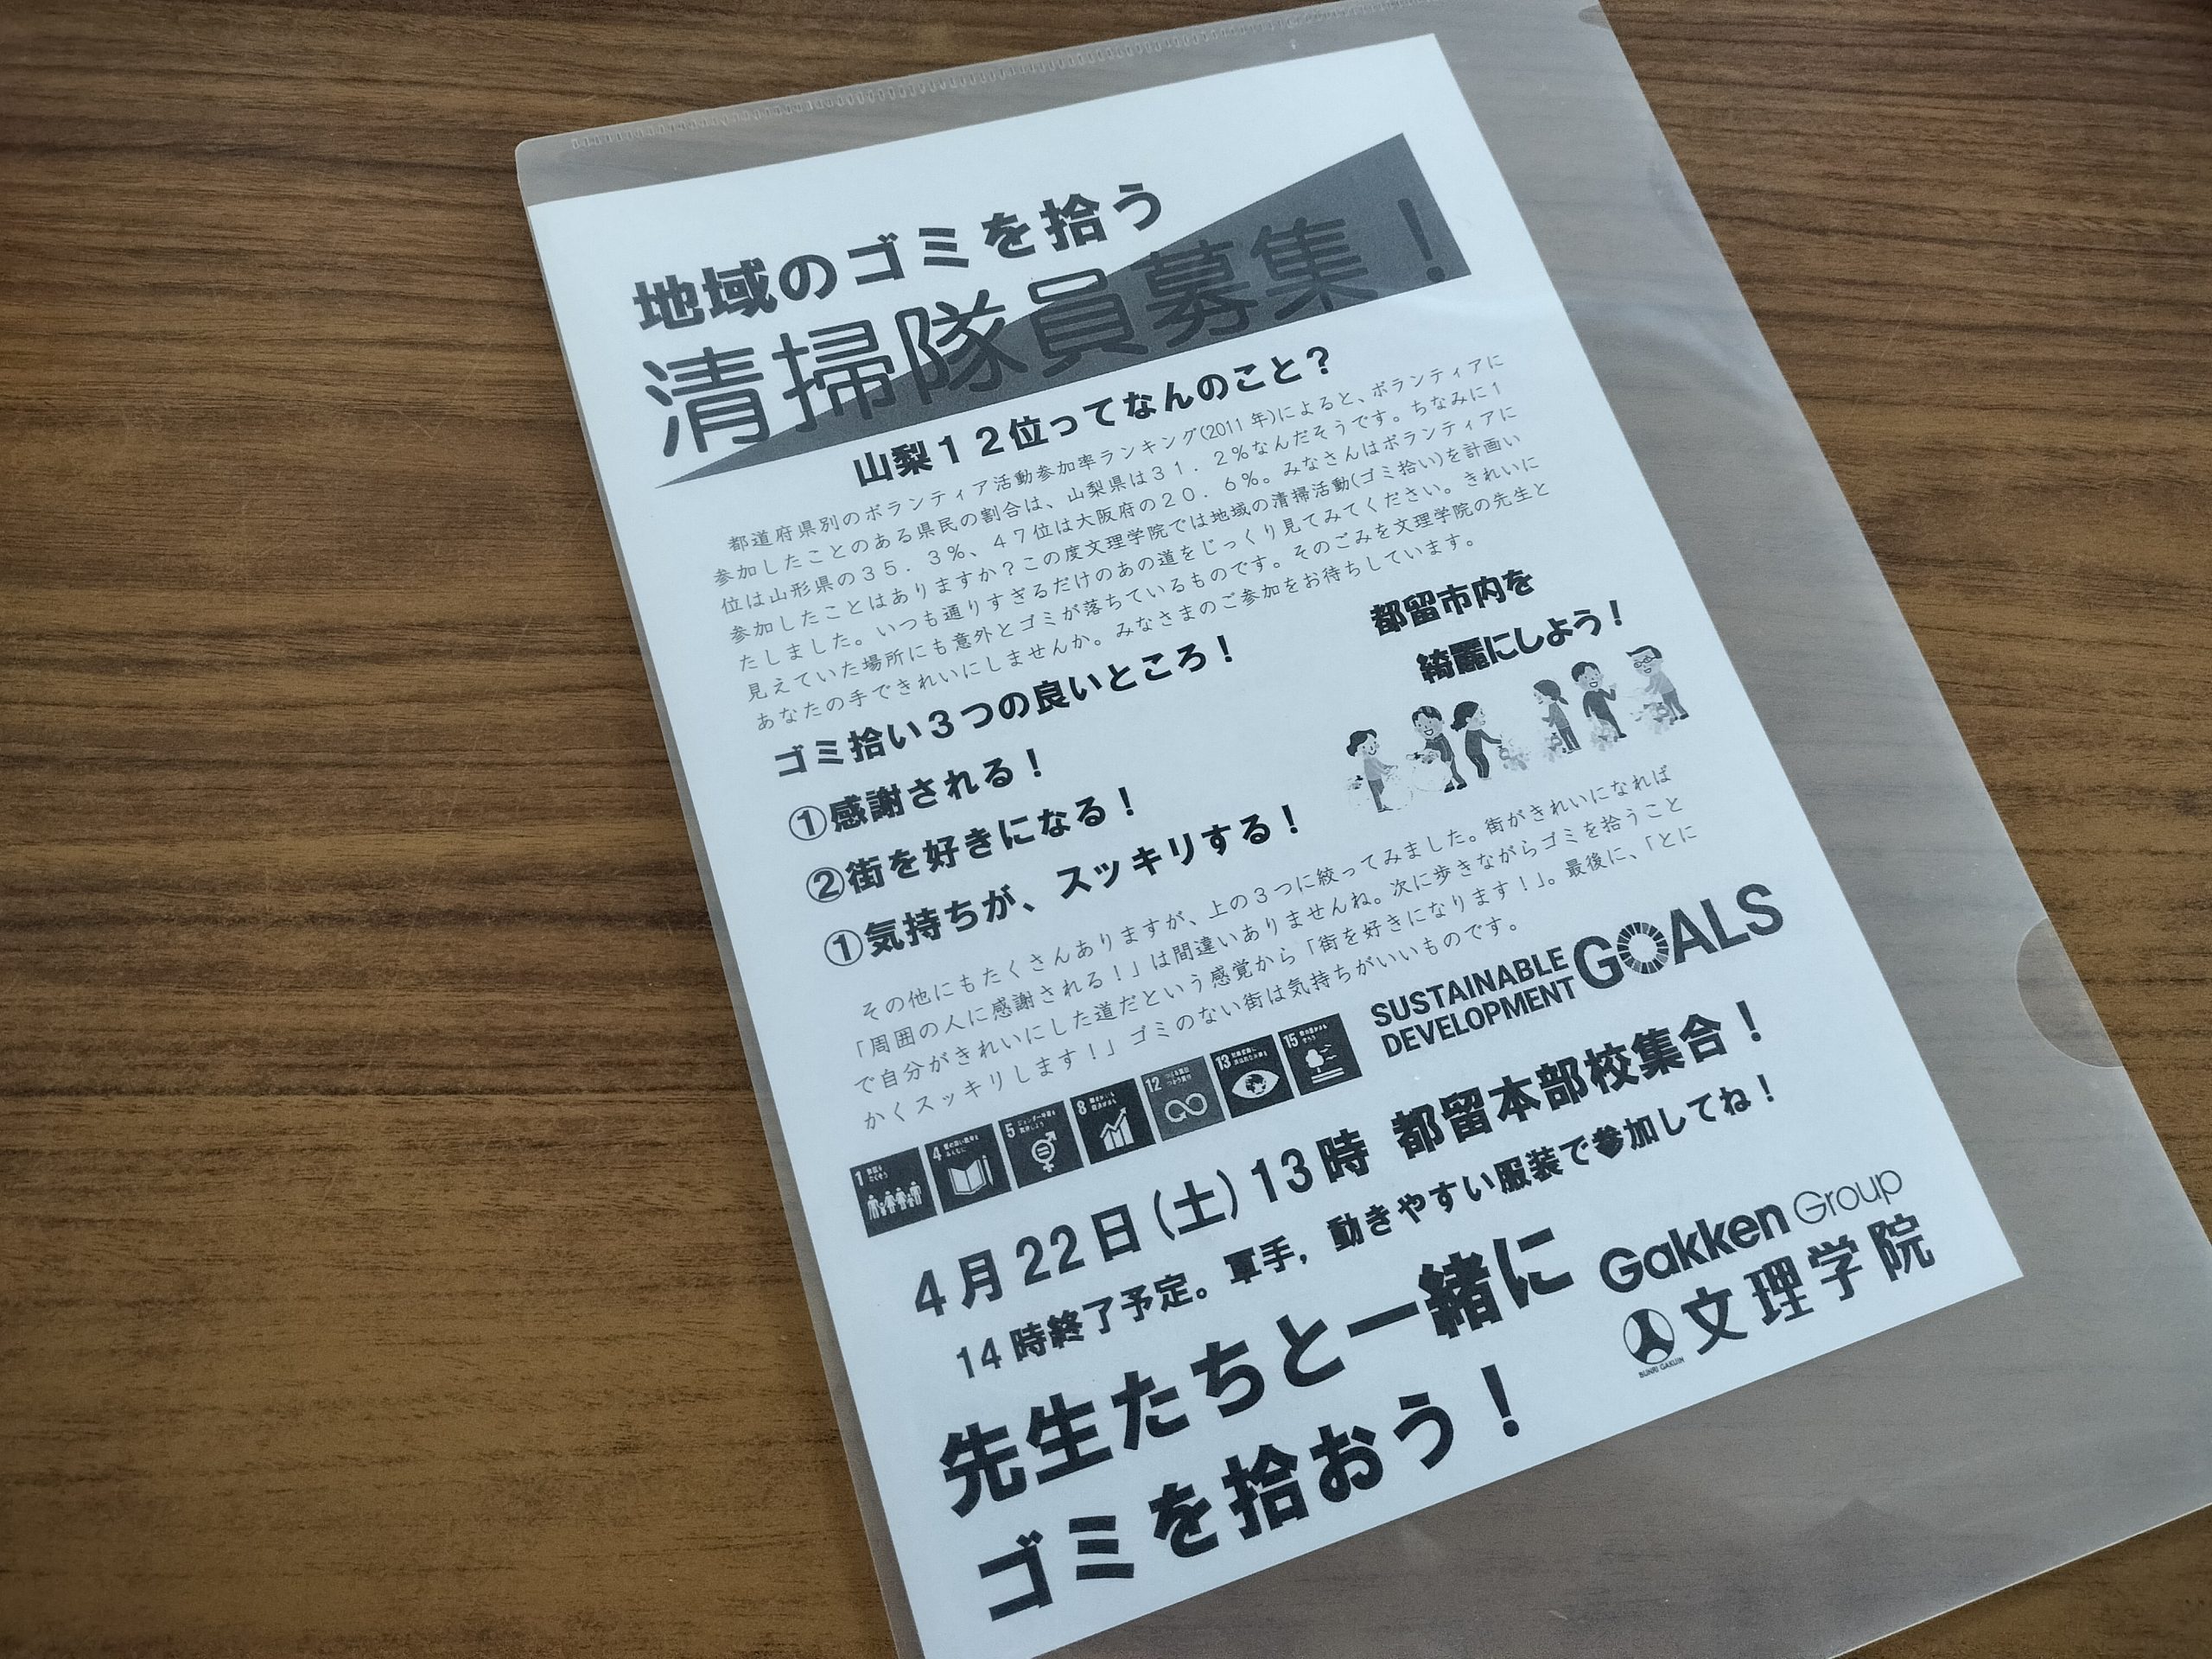 地域のゴミを拾う
清掃隊員募集！
山梨１２位ってなんのこと？
都道府県別のボランティア活動参加率ランキング(2011年)によると、ボランティアに
参加したことのある県民の割合は、山梨県は３１．２％なんだそうです。ちなみに１
位は山形県の３５．３％、４７位は大阪府の２０．６％。みなさんはボランティアに
参加したことはありますか？この度文理学院では地域の清掃活動(ゴミ拾い)を計画い
たしました。いつも通りすぎるだけのあの道をじっくり見てみてください。きれいに
見えていた場所にも意外とゴミが落ちているものです。そのごみを文理学院の先生と
あなたの手できれいにしませんか。みなさまのご参加をお待ちしています。
都留市内を
綺麗にしよう！
ゴミ拾い３つの良いところ！
①感謝される！
②街を好きになる！
①気持ちが、スッキリする！
その他にもたくさんありますが、上の３つに絞ってみました。街がきれいになれば
「周囲の人に感謝される！」は間違いありませんね。次に歩きながらゴミを拾うこと
で自分がきれいにした道だという感覚から「街を好きになります！」。最後に、「とに
かくスッキリします！」ゴミのない街は気持ちがいいものです。
SUSTAINABLE
DEVELOPMENT
GOALS
1
4
5
8
12
13
15
4月22日(土)13時 都留本部校集合！
14時終了予定。軍手，動きやすい服装で参加してね！
先生たちと一緒に
ゴミを拾おう！
Gakken Group
文理学院
BUNRI GAKUIN